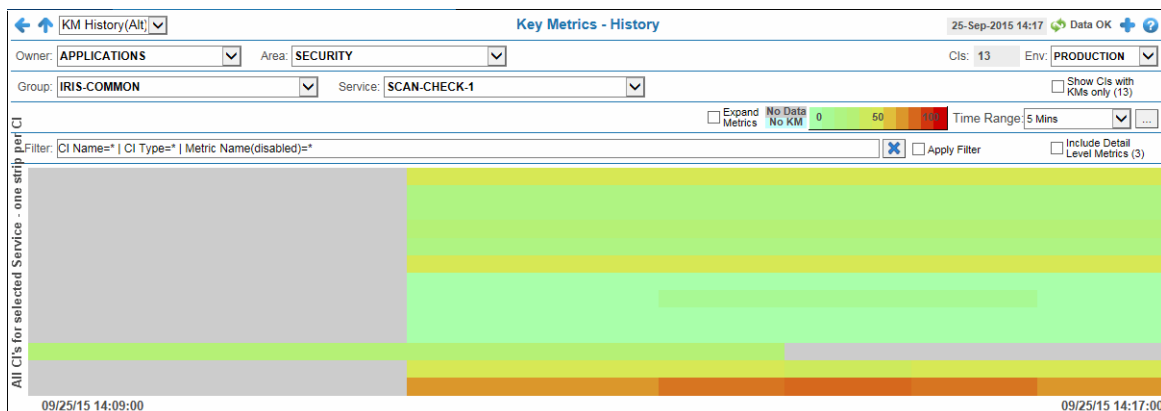 KM History(Alt) Key Metrics - History 25-Sep-2015 14:17 Data OK
Owner: APPLICATIONS Area: SECURITY CIs: 13 Env: PRODUCTION
Group: IRIS-COMMON Service: SCAN-CHECK-1 Show CIs with
KMs only (13)
Expand
Metrics
No Data
No KM
0 50 100 Time Range: 5 Mins ...
Filter: CI Name=* | CI Type=* | Metric Name(disabled)=* Apply Filter Include Detail
Level Metrics (3)
All CI's for selected Service - one strip per CI
09/25/15 14:09:00 09/25/15 14:17:00